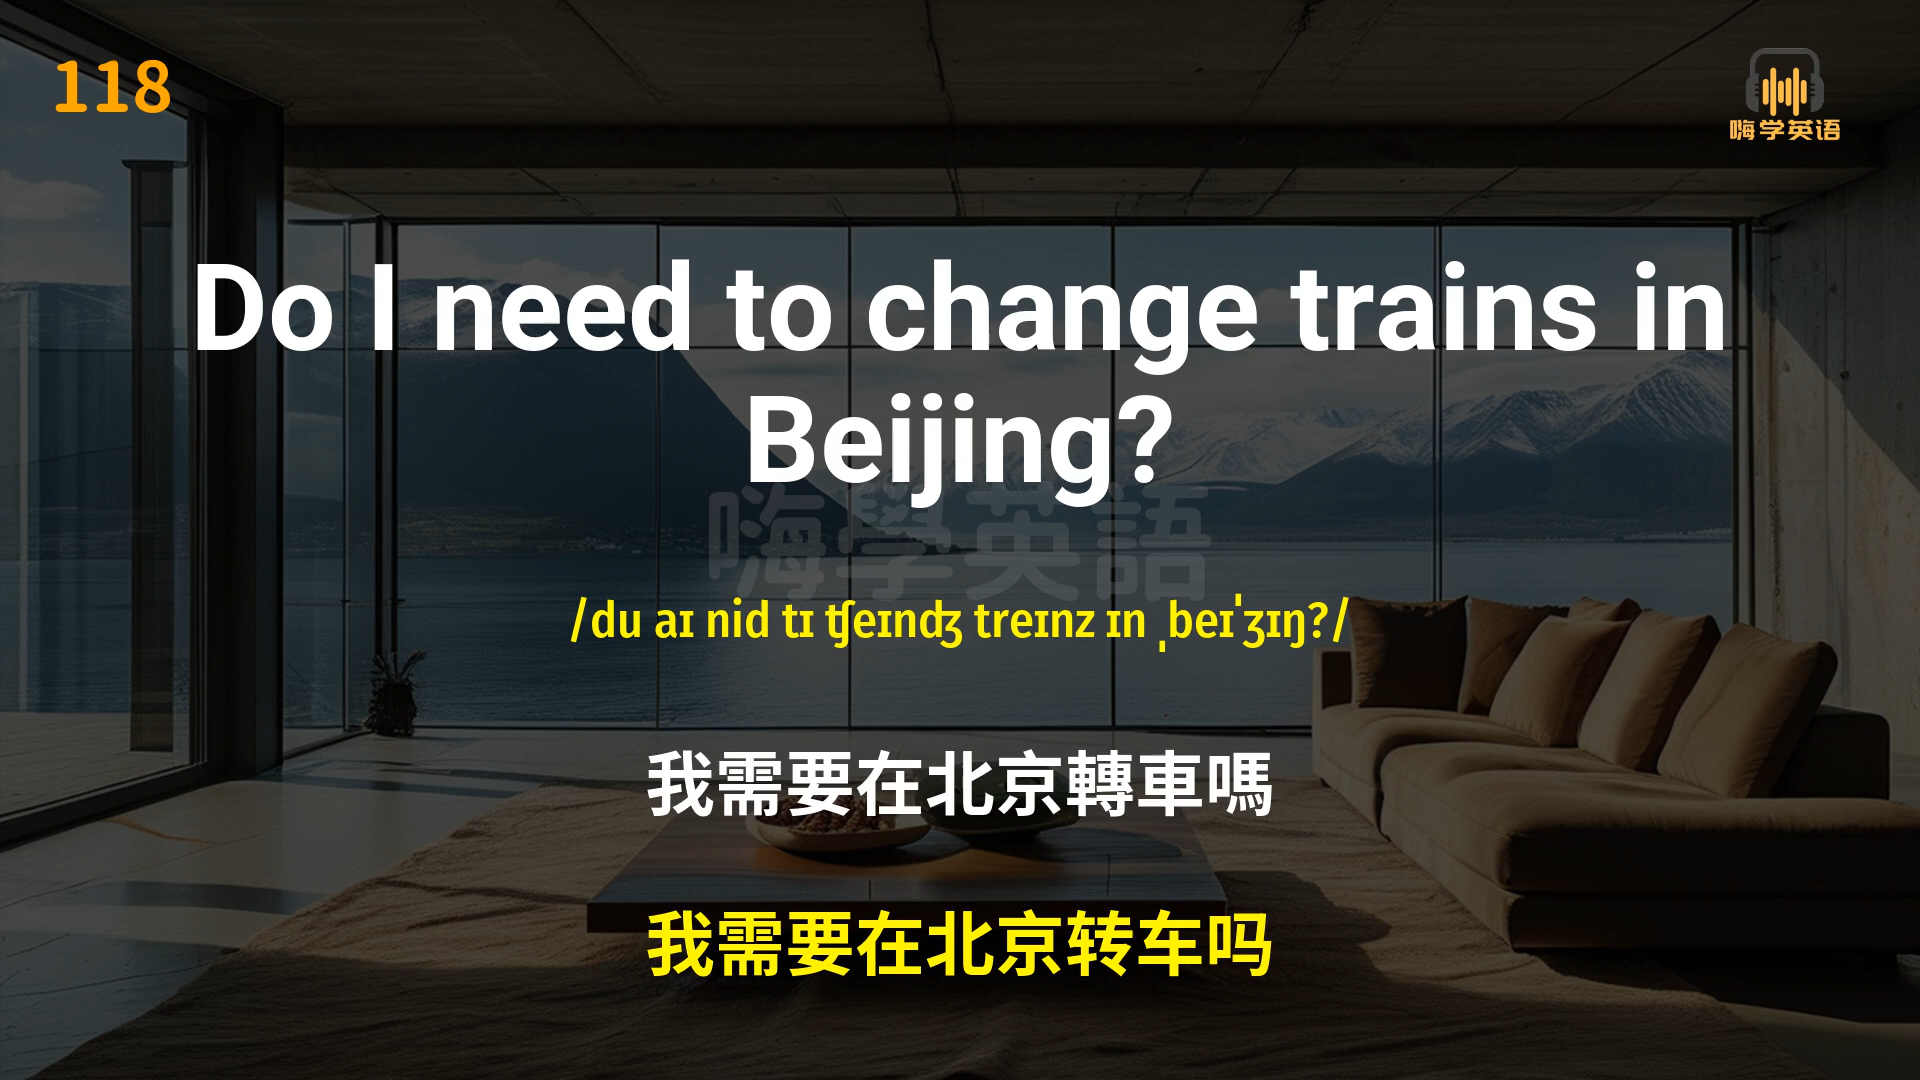 118
嗨学英语
Do I need to change trains in
Beijing?
嗨學英語
/du aɪ nid tɪ ʧeɪnʤ treɪnz ɪn ˌbeɪˈʒɪŋ?/
我需要在北京轉車嗎
我需要在北京转车吗